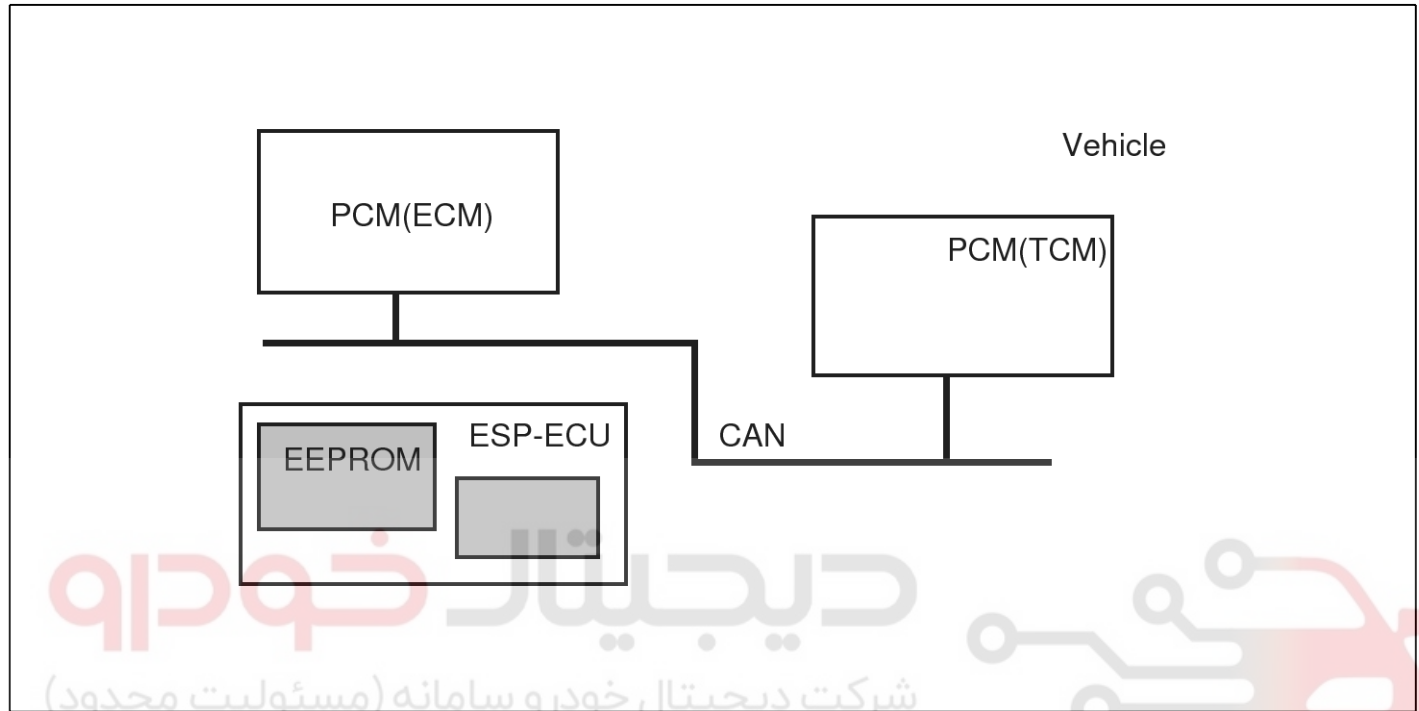 Vehicle
PCM(ECM)
PCM(TCM)
ESP-ECU
CAN
EEPROM
دیجیتال خودرو
شرکت دیجیتال خودرو سامانه (مسئولیت محدود)